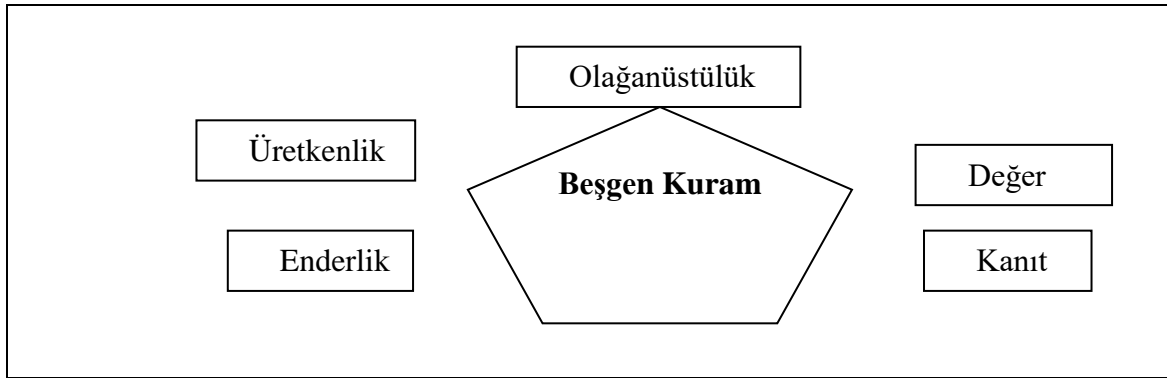 Olağanüstülük
Üretkenlik
Değer
Beşgen Kuram
Enderlik
Kanıt